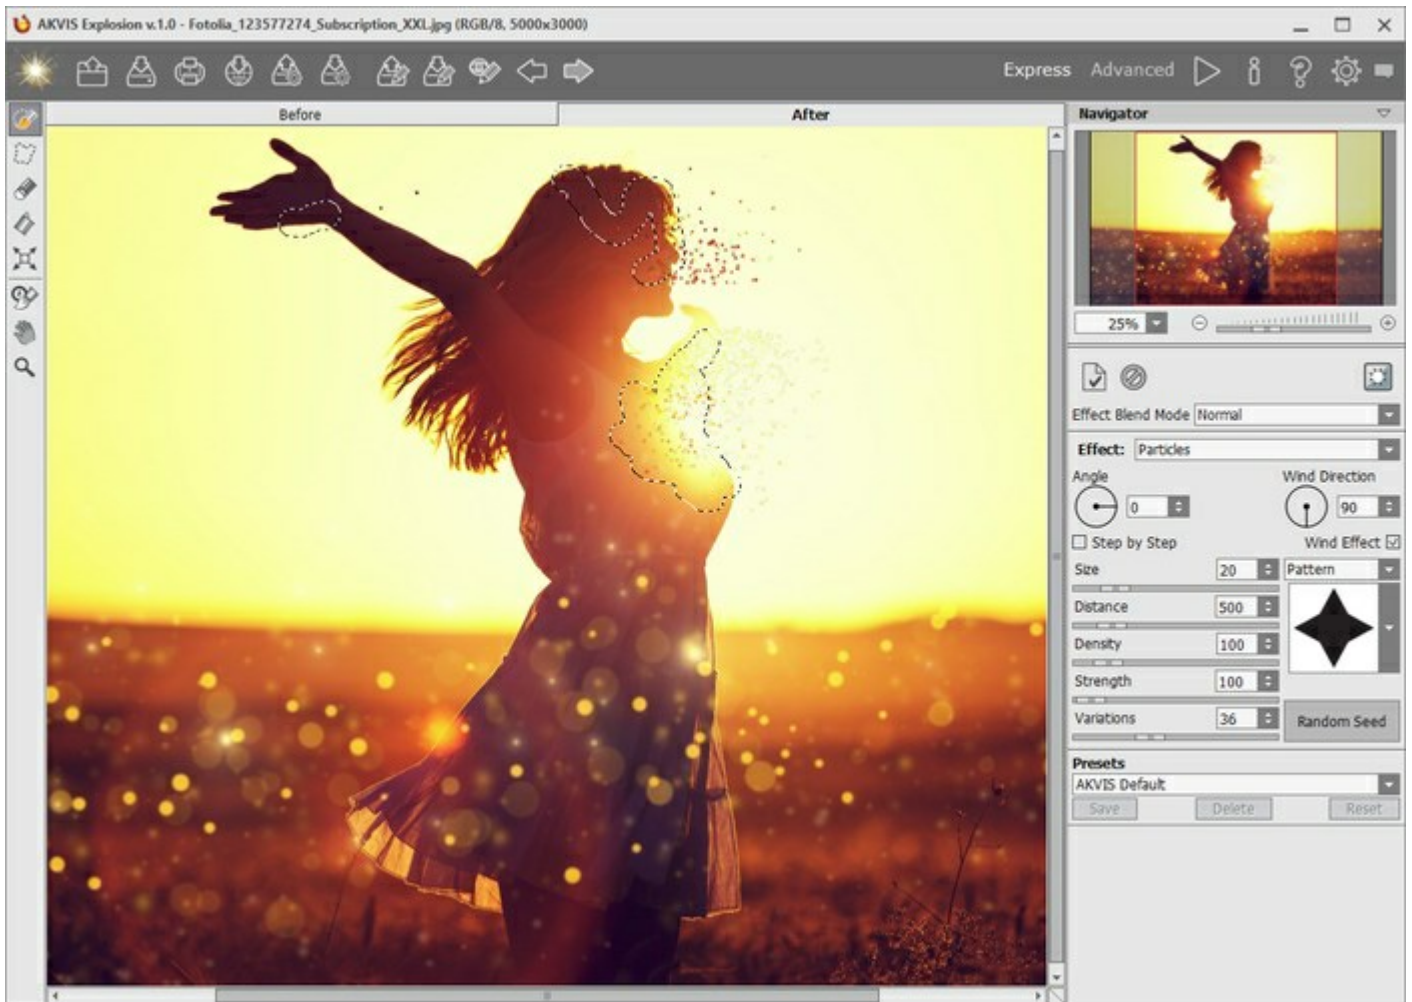 AKVIS Explosion v.1.0 - Fotolia_123577274_Subscription_XXL.jpg (RGB/8, 5000x3000)
Express Advanced
Before After
Navigator
25%
Effect Blend Mode Normal
Effect: Particles
Angle Wind Direction
0 90
Step by Step Wind Effect
Size 20 Pattern
Distance 500
Density 100
Strength 100
Variations 36 Random Seed
Presets
AKVIS Default
Save Delete Reset